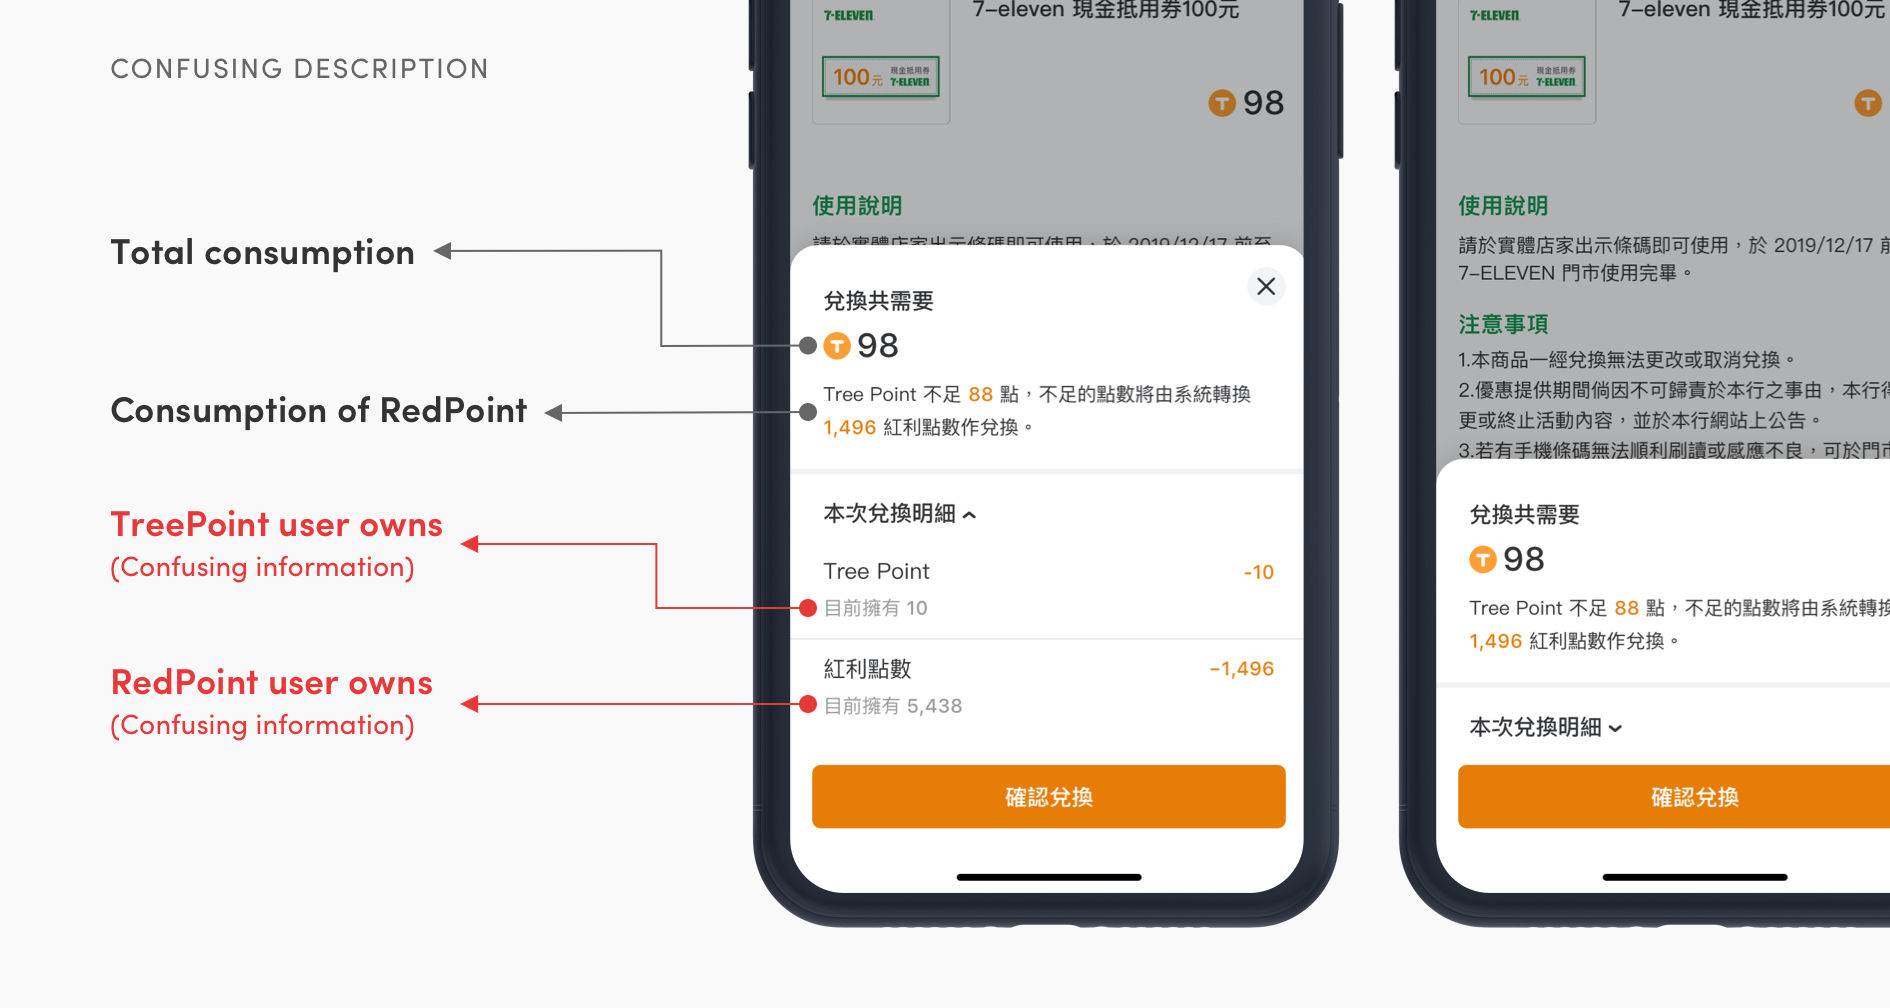 CONFUSING DESCRIPTION
Total consumption
Consumption of RedPoint
TreePoint user owns
(Confusing information)
RedPoint user owns
(Confusing information)
7-ELEVEN
7–eleven 現金抵用券100元
100元 現金抵用券
7-ELEVEN
98
使用說明
請於實體店家出示條碼即可使用,於 2019/12/17 前至
兌換共需要
T 98
Tree Point 不足 88 點,不足的點數將由系統轉換
1,496 紅利點數作兌換。
本次兌換明細
Tree Point -10
目前擁有 10
紅利點數 −1,496
目前擁有 5,438
確認兌換
7-ELEVEN
7–eleven 現金抵用券100元
100元 現金抵用券
7-ELEVEN
T
使用說明
請於實體店家出示條碼即可使用,於 2019/12/17 前
7–ELEVEN 門市使用完畢。
注意事項
1.本商品一經兌換無法更改或取消兌換。
2.優惠提供期間倘因不可歸責於本行之事由,本行得
更或終止活動內容,並於本行網站上公告。
3.若有手機條碼無法順利刷讀或感應不良,可於門市
兌換共需要
T 98
Tree Point 不足 88 點,不足的點數將由系統轉換
1,496 紅利點數作兌換。
本次兌換明細
確認兌換